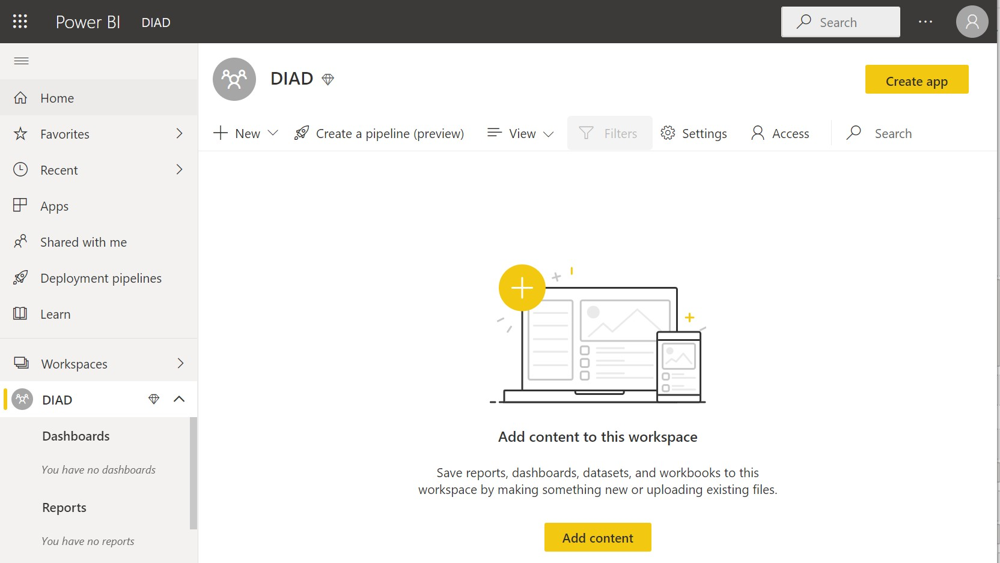 Power BI DIAD Search
DIAD
Create app
Home
Favorites
Recent
Apps
Shared with me
Deployment pipelines
Learn
Workspaces
DIAD
Dashboards
You have no dashboards
Reports
You have no reports
New Create a pipeline (preview) View Filters Settings Access Search
Add content to this workspace
Save reports, dashboards, datasets, and workbooks to this
workspace by making something new or uploading existing files.
Add content